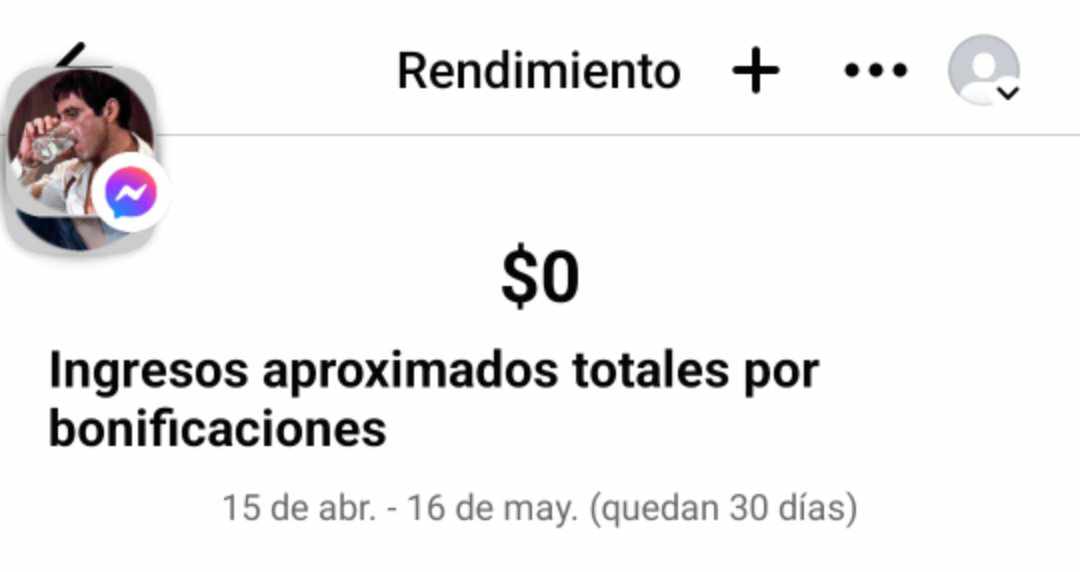 Rendimiento
$0
Ingresos aproximados totales por
bonificaciones
15 de abr. - 16 de may. (quedan 30 días)